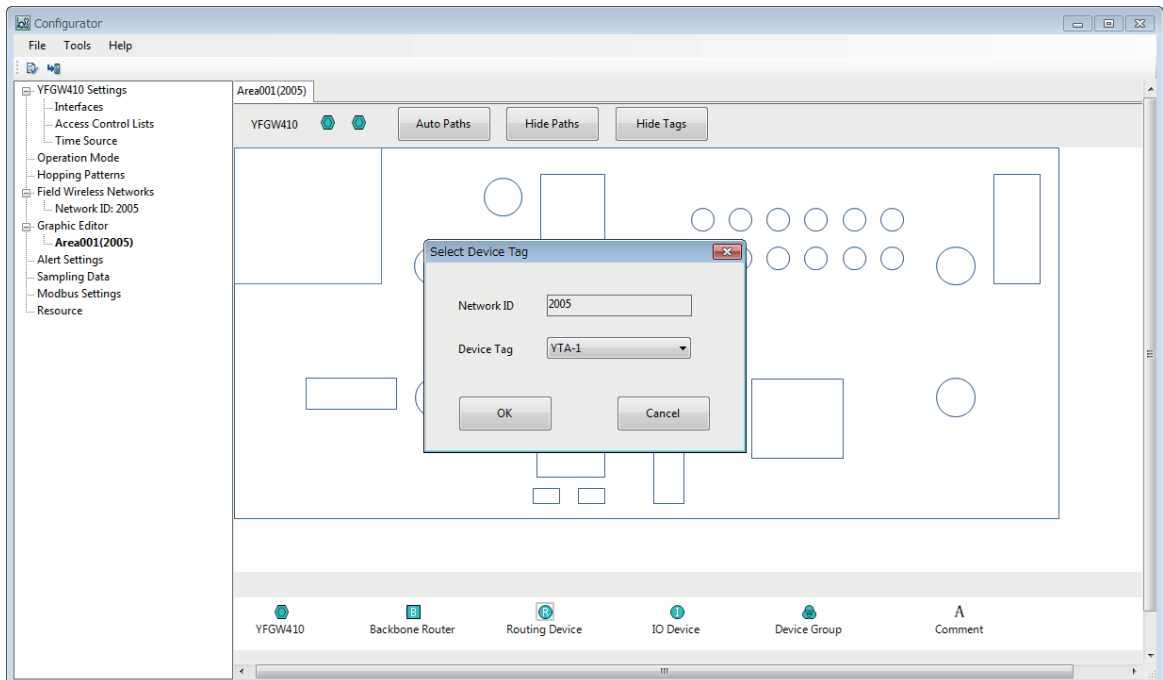 Configurator
File Tools Help
YFGW410 Settings
Interfaces
Access Control Lists
Time Source
Operation Mode
Hopping Patterns
Field Wireless Networks
Network ID: 2005
Graphic Editor
Area001(2005)
Alert Settings
Sampling Data
Modbus Settings
Resource
Area001(2005)
YFGW410 Auto Paths Hide Paths Hide Tags
Select Device Tag
Network ID 2005
Device Tag YTA-1
OK Cancel
B R I A
YFGW410 Backbone Router Routing Device IO Device Device Group Comment